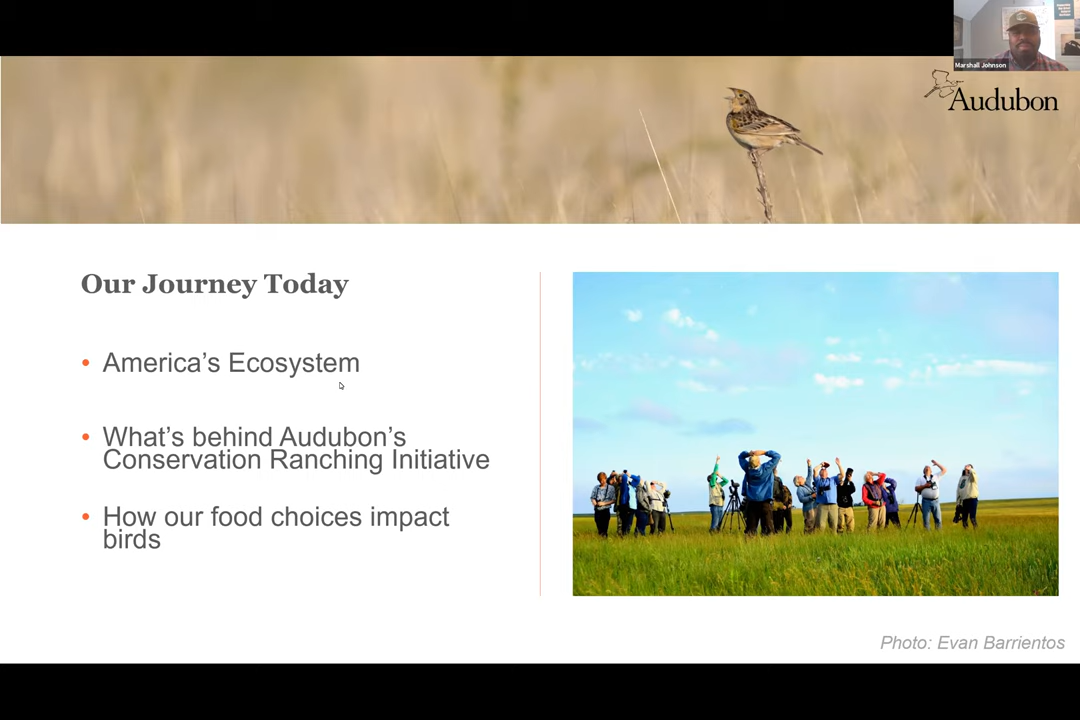 Marshall Johnson
Audubon
Our Journey Today
• America’s Ecosystem
• What’s behind Audubon’s
Conservation Ranching Initiative
• How our food choices impact
birds
Photo: Evan Barrientos